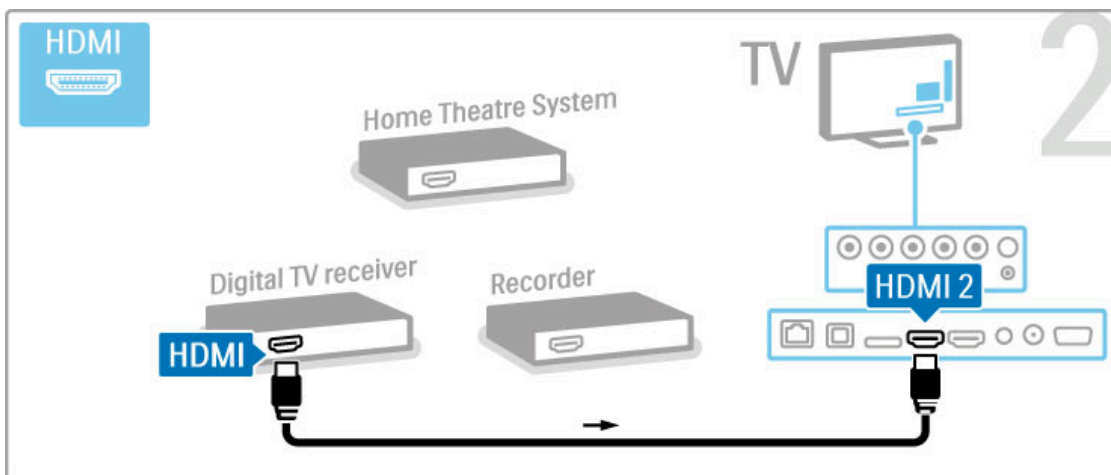 HDMI
TV
2
Home Theatre System
Digital TV receiver
Recorder
HDMI 2
HDMI